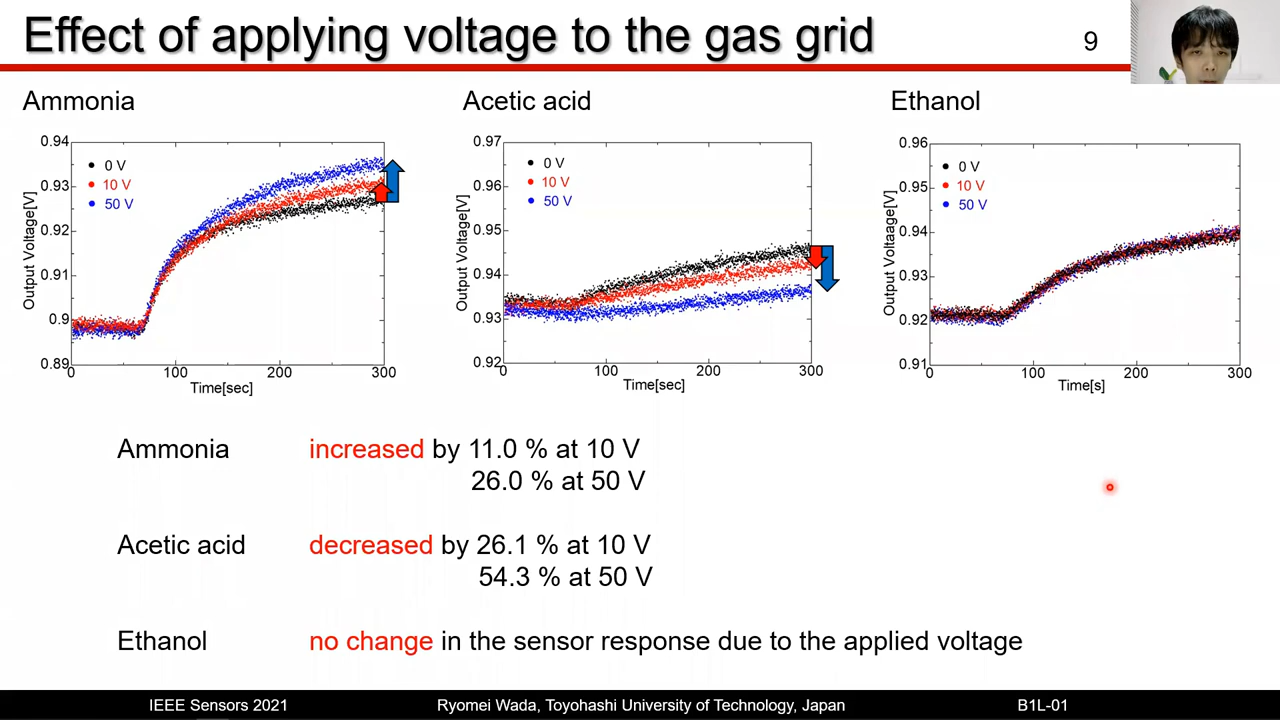 Effect of applying voltage to the gas grid
9
Ammonia
Output Voltage[V]
0.94
0.93
0.92
0.91
0.9
0.89
0 V
10 V
50 V
0
100
200
300
Time[sec]
Acetic acid
Output Voltage[V]
0.97
0.96
0.95
0.94
0.93
0.92
0 V
10 V
50 V
0
100
200
300
Time[sec]
Ethanol
Output Voltaage[V]
0.96
0.95
0.94
0.93
0.92
0.91
0 V
10 V
50 V
0
100
200
300
Time[s]
Ammonia increased by 11.0 % at 10 V
26.0 % at 50 V
Acetic acid decreased by 26.1 % at 10 V
54.3 % at 50 V
Ethanol no change in the sensor response due to the applied voltage
IEEE Sensors 2021
Ryomei Wada, Toyohashi University of Technology, Japan
B1L-01